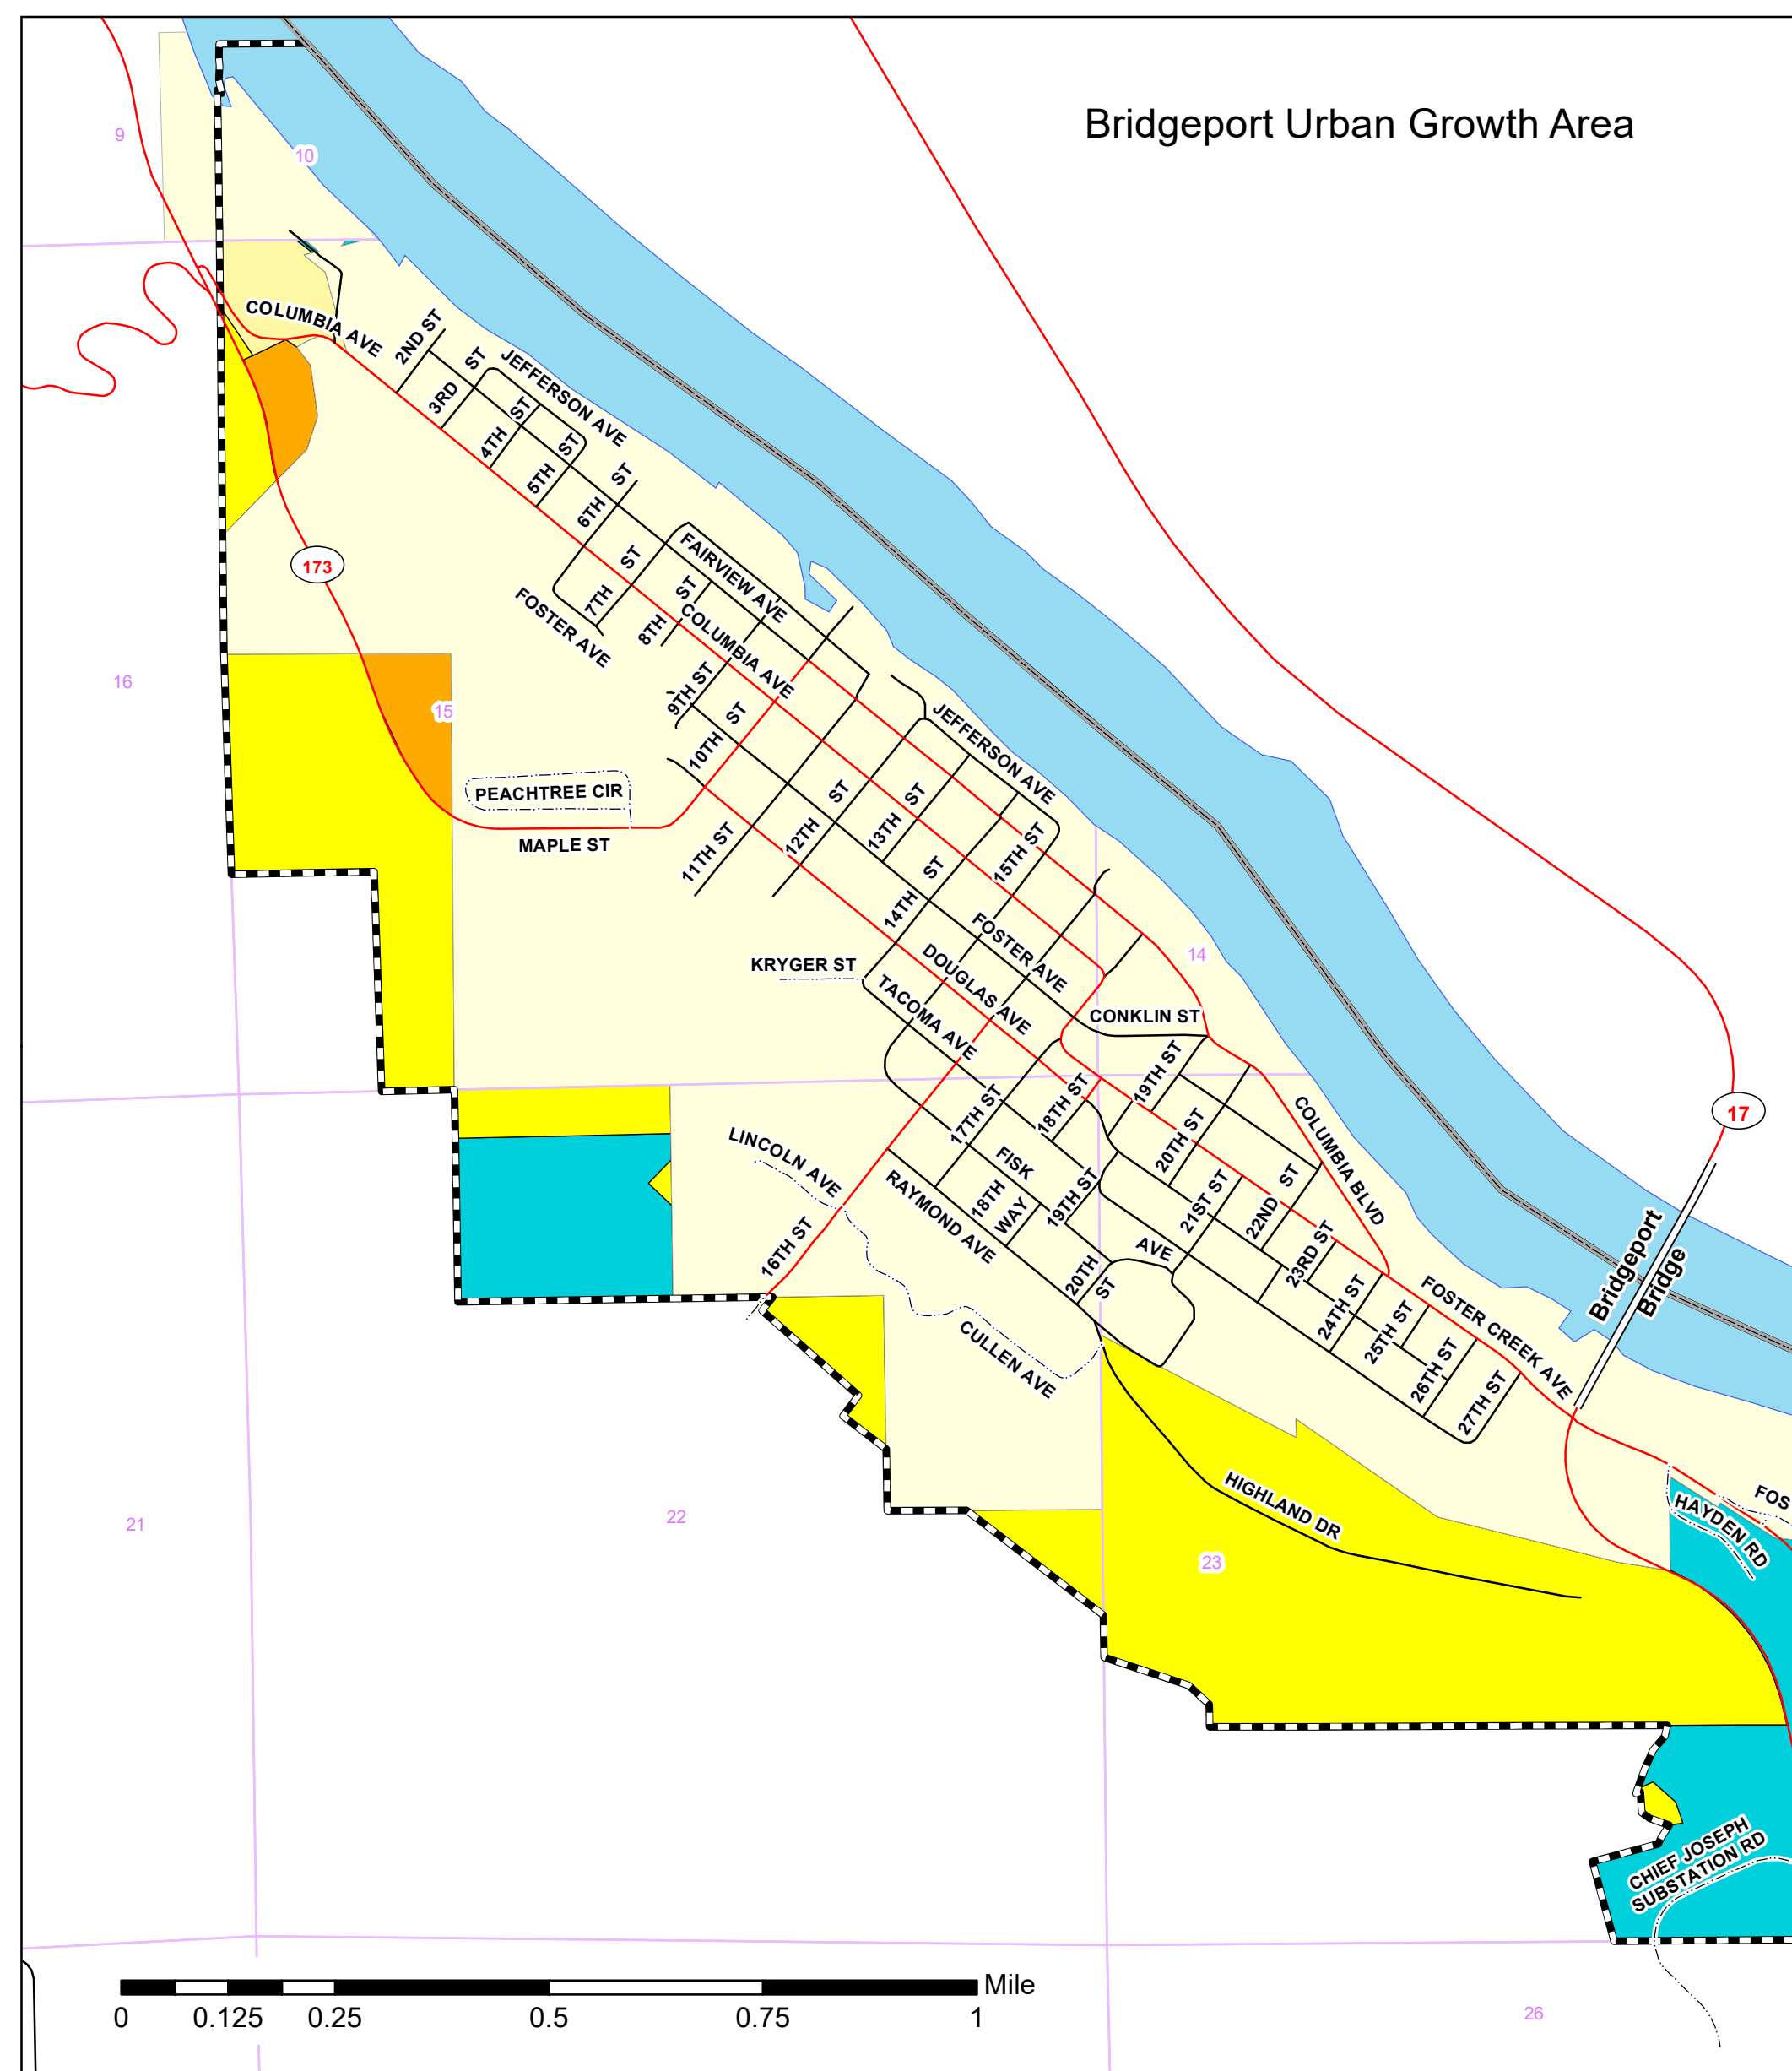 Bridgeport Urban Growth Area
9
10
COLUMBIA AVE
2ND ST
3RD ST
JEFFERSON AVE
4TH ST
5TH ST
6TH ST
173
7TH ST
FOSTER AVE
8TH ST
FAIRVIEW AVE
COLUMBIA AVE
9TH ST
10TH ST
16
15
JEFFERSON AVE
PEACHTREE CIR
MAPLE ST
11TH ST
12TH ST
13TH ST
14TH ST
15TH ST
14
KRYGER ST
FOSTER AVE
DOUGLAS AVE
TACOMA AVE
CONKLIN ST
17TH ST
18TH ST
19TH ST
20TH ST
COLUMBIA BLVD
17
LINCOLN AVE
FISK AVE
18TH WAY
19TH ST
21ST ST
22ND ST
RAYMOND AVE
16TH ST
20TH ST
23RD ST
24TH ST
25TH ST
26TH ST
27TH ST
FOSTER CREEK AVE
Bridgeport
Bridge
CULLEN AVE
HIGHLAND DR
FOS
HAYDEN RD
21
22
23
CHIEF JOSEPH
SUBSTATION RD
Mile
0 0.125 0.25 0.5 0.75 1
26